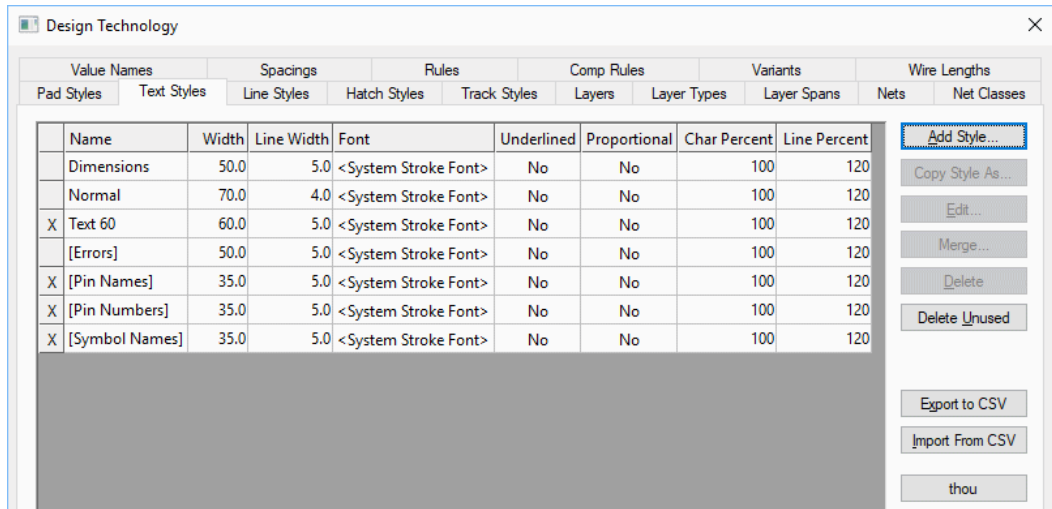 Design Technology
Value Names Spacings Rules Comp Rules Variants Wire Lengths
Pad Styles Text Styles Line Styles Hatch Styles Track Styles Layers Layer Types Layer Spans Nets Net Classes
Name Width Line Width Font Underlined Proportional Char Percent Line Percent
Dimensions 50.0 5.0 <System Stroke Font> No No 100 120
Normal 70.0 4.0 <System Stroke Font> No No 100 120
X Text 60 60.0 5.0 <System Stroke Font> No No 100 120
[Errors] 50.0 5.0 <System Stroke Font> No No 100 120
X [Pin Names] 35.0 5.0 <System Stroke Font> No No 100 120
X [Pin Numbers] 35.0 5.0 <System Stroke Font> No No 100 120
X [Symbol Names] 35.0 5.0 <System Stroke Font> No No 100 120
Add Style...
Copy Style As...
Edit...
Merge...
Delete
Delete Unused
Export to CSV
Import From CSV
thou